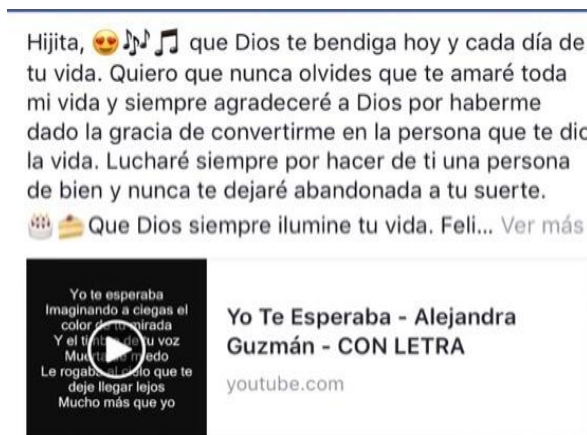 Hijita, 😍🎶🎵 que Dios te bendiga hoy y cada día de
tu vida. Quiero que nunca olvides que te amaré toda
mi vida y siempre agradeceré a Dios por haberme
dado la gracia de convertirme en la persona que te dio
la vida. Lucharé siempre por hacer de ti una persona
de bien y nunca te dejaré abandonada a tu suerte.
🎂🍰 Que Dios siempre ilumine tu vida. Feli... Ver más
Yo te esperaba
Imaginando a ciegas el
color de tu mirada
Y el timbre de tu voz
Muerta de miedo
Le rogaba al cielo que te
deje llegar lejos
Mucho más que yo
Yo Te Esperaba - Alejandra
Guzmán - CON LETRA
youtube.com